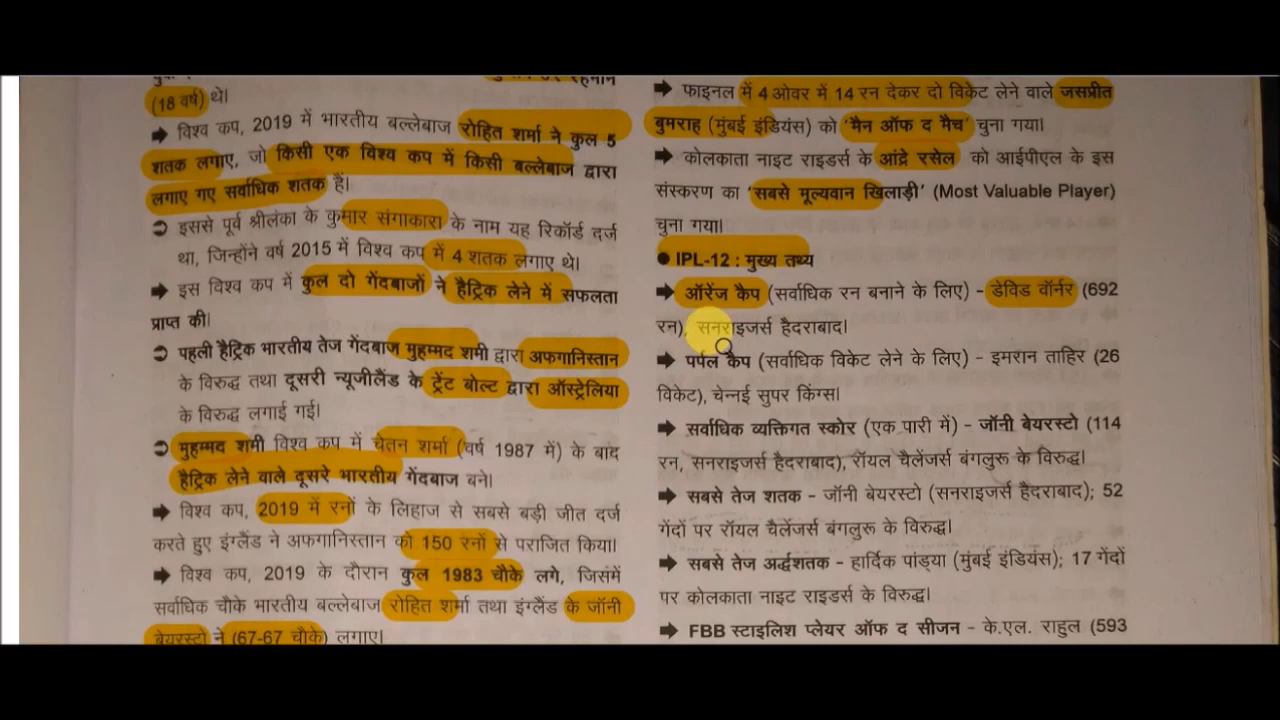 (18 वर्ष) थे।
➡ विश्व कप, 2019 में भारतीय बल्लेबाज रोहित शर्मा ने कुल 5
शतक लगाए, जो किसी एक विश्व कप में किसी बल्लेबाज द्वारा
लगाए गए सर्वाधिक शतक हैं।
⊃ इससे पूर्व श्रीलंका के कुमार संगाकारा के नाम यह रिकॉर्ड दर्ज
था, जिन्होंने वर्ष 2015 में विश्व कप में 4 शतक लगाए थे।
➡ इस विश्व कप में कुल दो गेंदबाजों ने हैट्रिक लेने में सफलता
प्राप्त की।
⊃ पहली हैट्रिक भारतीय तेज गेंदबाज मुहम्मद शमी द्वारा अफगानिस्तान
के विरुद्ध तथा दूसरी न्यूजीलैंड के ट्रेंट बोल्ट द्वारा ऑस्ट्रेलिया
के विरुद्ध लगाई गई।
⊃ मुहम्मद शमी विश्व कप में चेतन शर्मा (वर्ष 1987 में) के बाद
हैट्रिक लेने वाले दूसरे भारतीय गेंदबाज बने।
➡ विश्व कप, 2019 में रनों के लिहाज से सबसे बड़ी जीत दर्ज
करते हुए इंग्लैंड ने अफगानिस्तान को 150 रनों से पराजित किया।
➡ विश्व कप, 2019 के दौरान कुल 1983 चौके लगे, जिसमें
सर्वाधिक चौके भारतीय बल्लेबाज रोहित शर्मा तथा इंग्लैंड के जॉनी
बेयरस्टो ने (67-67 चौके) लगाए।
➡ फाइनल में 4 ओवर में 14 रन देकर दो विकेट लेने वाले जसप्रीत
बुमराह (मुंबई इंडियंस) को 'मैन ऑफ द मैच' चुना गया।
➡ कोलकाता नाइट राइडर्स के आंद्रे रसेल को आईपीएल के इस
संस्करण का 'सबसे मूल्यवान खिलाड़ी' (Most Valuable Player)
चुना गया।
● IPL-12 : मुख्य तथ्य
➡ ऑरेंज कैप (सर्वाधिक रन बनाने के लिए) - डेविड वॉर्नर (692
रन), सनराइजर्स हैदराबाद।
➡ पर्पल कैप (सर्वाधिक विकेट लेने के लिए) - इमरान ताहिर (26
विकेट), चेन्नई सुपर किंग्स।
➡ सर्वाधिक व्यक्तिगत स्कोर (एक पारी में) - जॉनी बेयरस्टो (114
रन, सनराइजर्स हैदराबाद), रॉयल चैलेंजर्स बंगलुरू के विरुद्ध।
➡ सबसे तेज शतक - जॉनी बेयरस्टो (सनराइजर्स हैदराबाद); 52
गेंदों पर रॉयल चैलेंजर्स बंगलुरू के विरुद्ध।
➡ सबसे तेज अर्द्धशतक - हार्दिक पांड्या (मुंबई इंडियंस); 17 गेंदों
पर कोलकाता नाइट राइडर्स के विरुद्ध।
➡ FBB स्टाइलिश प्लेयर ऑफ द सीजन - के.एल. राहुल (593